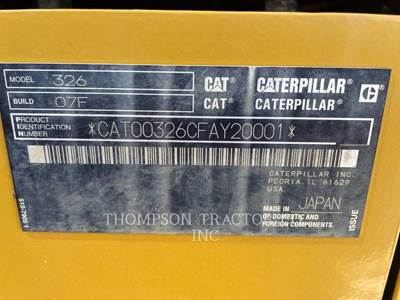 MODEL 326 CAT CATERPILLAR C
BUILD 07F CAT CATERPILLAR
PRODUCT IDENTIFICATION NUMBER *CAT00326CFAY20001*
CATERPILLAR INC.
PEORIA, IL 61629
USA
MADE IN JAPAN
OF DOMESTIC AND
FOREIGN COMPONENTS.
ISSUE
THOMPSON TRACTOR
INC.